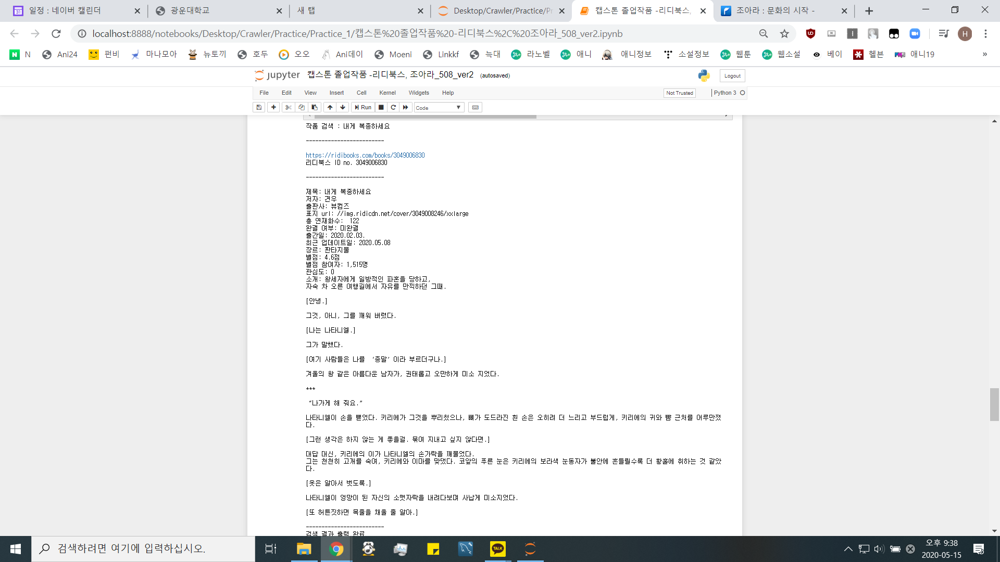 일정 : 네이버 캘린더
광운대학교
새 탭
Desktop/Crawler/Practice/Pr
캡스톤 졸업작품 -리디북스,
조아라 : 문화의 시작 -
localhost:8888/notebooks/Desktop/Crawler/Practice/Practice_1/캡스톤%20졸업작품%20-리디북스%2C%20조아라_508_ver2.ipynb
N
Ani24
펀비
마나모아
뉴토끼
호두
오오
Ani데이
Moeni
Linkkf
늑대
라노벨
애니
애니정보
소설정보
웹툰
웹소설
베이
헬븐
애니19
»
jupyter 캡스톤 졸업작품 -리디북스, 조아라_508_ver2 (autosaved)
Logout
File Edit View Insert Cell Kernel Widgets Help
Not Trusted
Python 3
Run
Code
작품 검색 : 내게 복종하세요
-------------------------
https://ridibooks.com/books/3049006830
리디북스 ID no. 3049006830
-------------------------
제목: 내게 복종하세요
저자: 견우
출판사: 뷰컴즈
표지 url: //img.ridicdn.net/cover/3049008246/xxlarge
총 연재화수: 122
완결 여부: 미완결
출간일: 2020.02.03.
최근 업데이트일: 2020.05.08
장르: 판타지물
별점: 4.6점
별점 참여자: 1,515명
관심도: 0
소개: 왕세자에게 일방적인 파혼을 당하고,
자숙 차 오른 여행길에서 자유를 만끽하던 그때.
[안녕.]
그것, 아니, 그를 깨워 버렸다.
[나는 나타니엘.]
그가 말했다.
[여기 사람들은 나를 ‘종말’이라 부르더구나.]
겨울의 왕 같은 아름다운 남자가, 권태롭고 오만하게 미소 지었다.
***
“나가게 해 줘요.”
나타니엘이 손을 뻗었다. 키리에가 그것을 뿌리쳤으나, 뼈가 도드라진 흰 손은 오히려 더 느리고 부드럽게, 키리에의 귀와 뺨 근처를 어루만졌
다.
[그런 생각은 하지 않는 게 좋을걸. 묶여 지내고 싶지 않다면.]
대답 대신, 키리에의 이가 나타니엘의 손가락을 깨물었다.
그는 천천히 고개를 숙여, 키리에와 이마를 맞댔다. 코앞의 푸른 눈은 키리에의 보라색 눈동자가 불안에 흔들릴수록 더 황홀에 취하는 것 같았
다.
[옷은 알아서 벗도록.]
나타니엘이 엉망이 된 자신의 소맷자락을 내려다보며 사납게 미소지었다.
[또 허튼짓하면 목줄을 채울 줄 알아.]
-------------------------
검색 결과 출력 완료
검색하려면 여기에 입력하십시오.
TALK
오후 9:38
2020-05-15